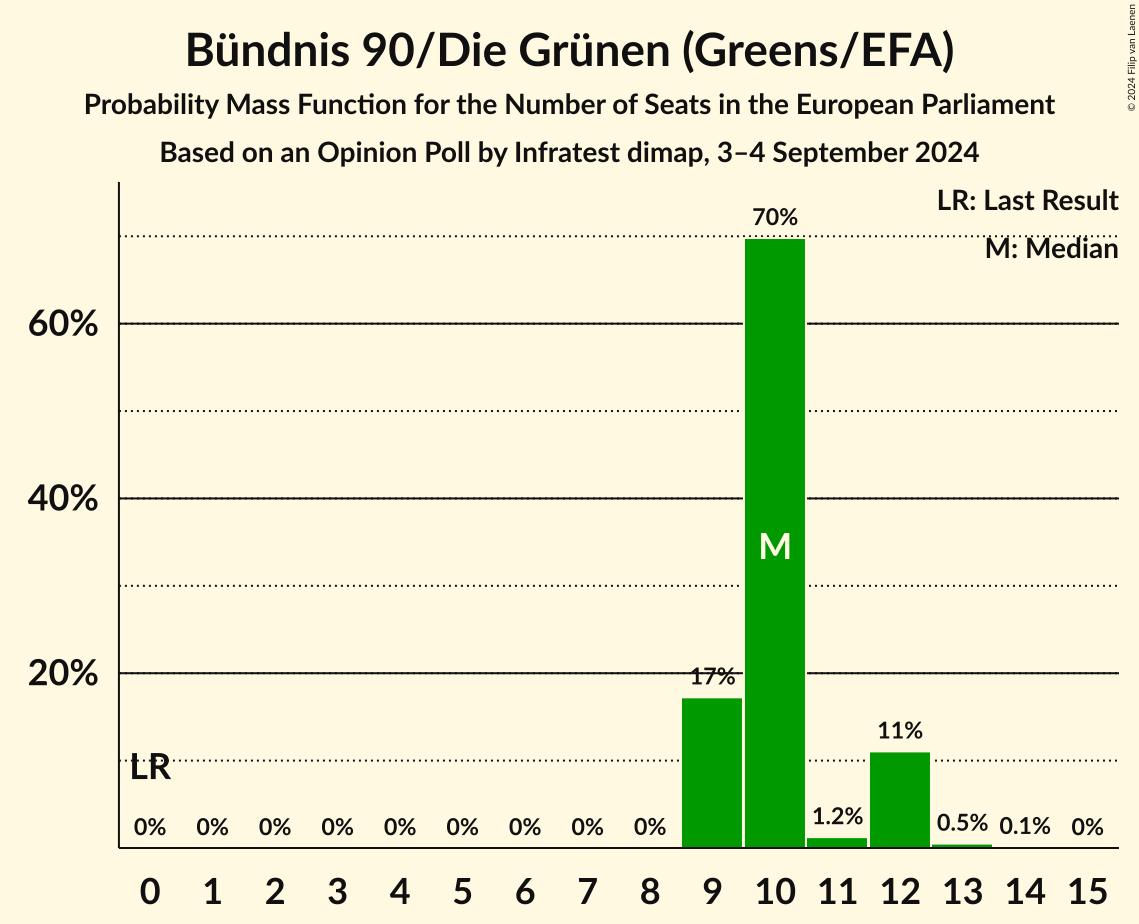 Bündnis 90/Die Grünen (Greens/EFA)
Probability Mass Function for the Number of Seats in the European Parliament
Based on an Opinion Poll by Infratest dimap, 3–4 September 2024
© 2024 Filip van Laenen
LR: Last Result
M: Median
70%
60%
40%
M
20%
17%
11%
LR
0% 0% 0% 0% 0% 0% 0% 0% 0% 1.2% 0.5% 0.1% 0%
0 1 2 3 4 5 6 7 8 9 10 11 12 13 14 15